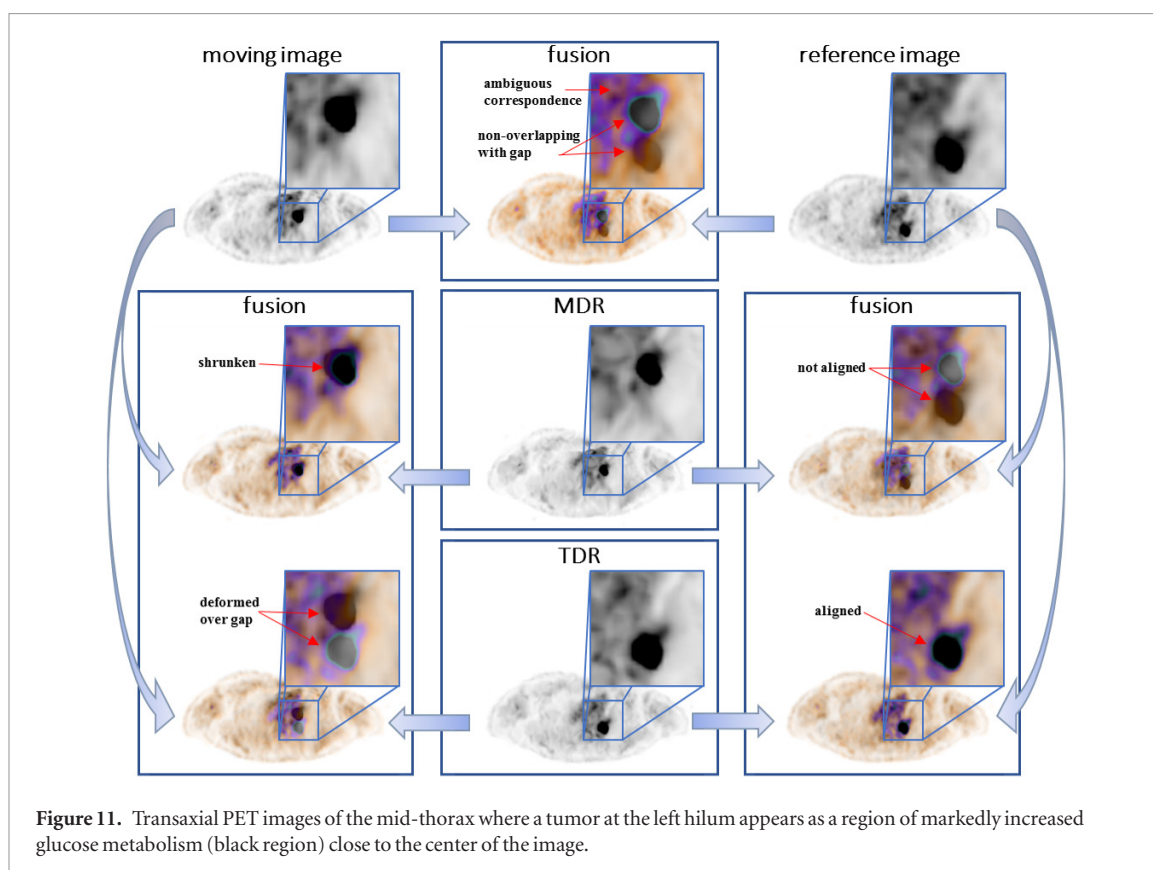 moving image
fusion
reference image
ambiguous
correspondence
non-overlapping
with gap
fusion
MDR
fusion
shrunken
not aligned
TDR
deformed
over gap
aligned
Figure 11. Transaxial PET images of the mid-thorax where a tumor at the left hilum appears as a region of markedly increased
glucose metabolism (black region) close to the center of the image.